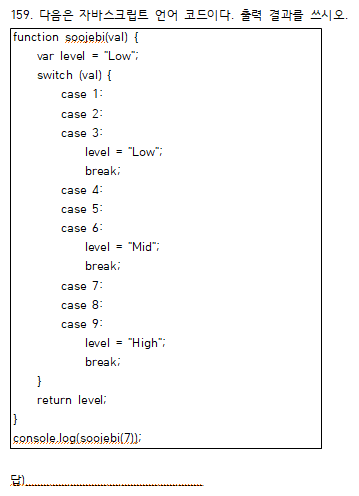 159. 다음은 자바스크립트 언어 코드이다. 출력 결과를 쓰시오.
function soojebi(val) {
var level = "Low";
switch (val) {
case 1:
case 2:
case 3:
level = "Low";
break;
case 4:
case 5:
case 6:
level = "Mid";
break;
case 7:
case 8:
case 9:
level = "High";
break;
}
return level;
}
console.log(soojebi(7));
답)